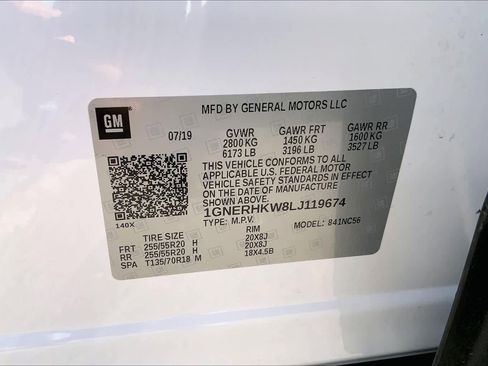 GM
MFD BY GENERAL MOTORS LLC
07/19 GVWR GAWR FRT GAWR RR
2800 KG 1450 KG 1600 KG
6173 LB 3196 LB 3527 LB
THIS VEHICLE CONFORMS TO ALL
APPLICABLE U.S. FEDERAL MOTOR
VEHICLE SAFETY STANDARDS
IN EFFECT ON THE DATE OF MANUFACTURE
SHOWN ABOVE.
1GNERHKW8LJ119674
140X
TYPE: M.P.V. MODEL: 841NC56
TIRE SIZE RIM
FRT 255/55R20 H 20X8J
RR 255/55R20 H 20X8J
SPA T135/70R18 M 18X4.5B